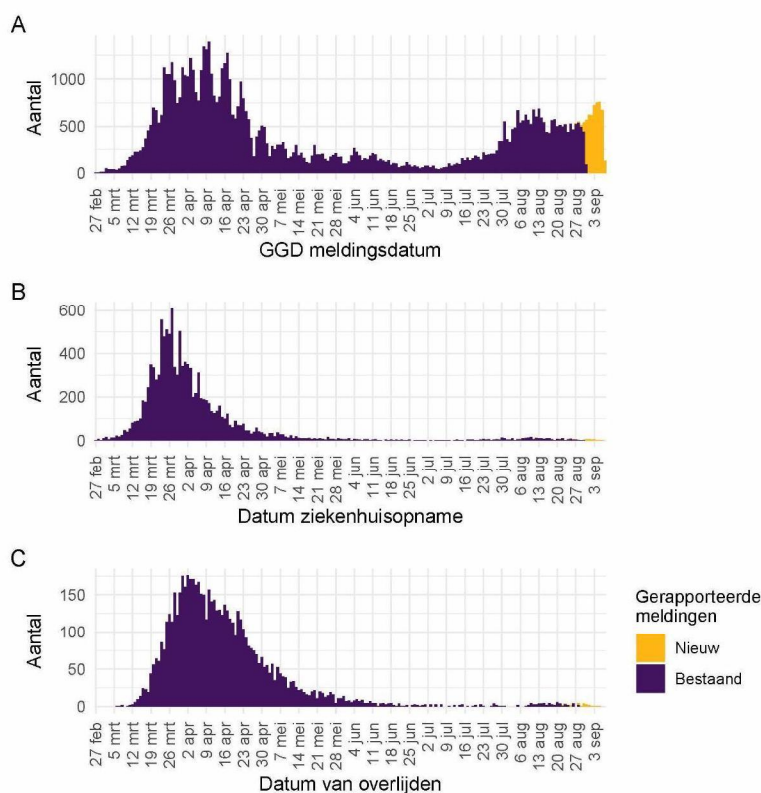 A
Aantal
1000
500
0
27 feb
5 mrt
12 mrt
19 mrt
26 mrt
2 apr
9 apr
16 apr
23 apr
30 apr
7 mei
14 mei
21 mei
28 mei
4 jun
11 jun
18 jun
25 jun
2 jul
9 jul
16 jul
23 jul
30 jul
6 aug
13 aug
20 aug
27 aug
3 sep
GGD meldingsdatum
B
Aantal
600
400
200
0
27 feb
5 mrt
12 mrt
19 mrt
26 mrt
2 apr
9 apr
16 apr
23 apr
30 apr
7 mei
14 mei
21 mei
28 mei
4 jun
11 jun
18 jun
25 jun
2 jul
9 jul
16 jul
23 jul
30 jul
6 aug
13 aug
20 aug
27 aug
3 sep
Datum ziekenhuisopname
C
Aantal
150
100
50
0
27 feb
5 mrt
12 mrt
19 mrt
26 mrt
2 apr
9 apr
16 apr
23 apr
30 apr
7 mei
14 mei
21 mei
28 mei
4 jun
11 jun
18 jun
25 jun
2 jul
9 jul
16 jul
23 jul
30 jul
6 aug
13 aug
20 aug
27 aug
3 sep
Datum van overlijden
Gerapporteerde
meldingen
Nieuw
Bestaand